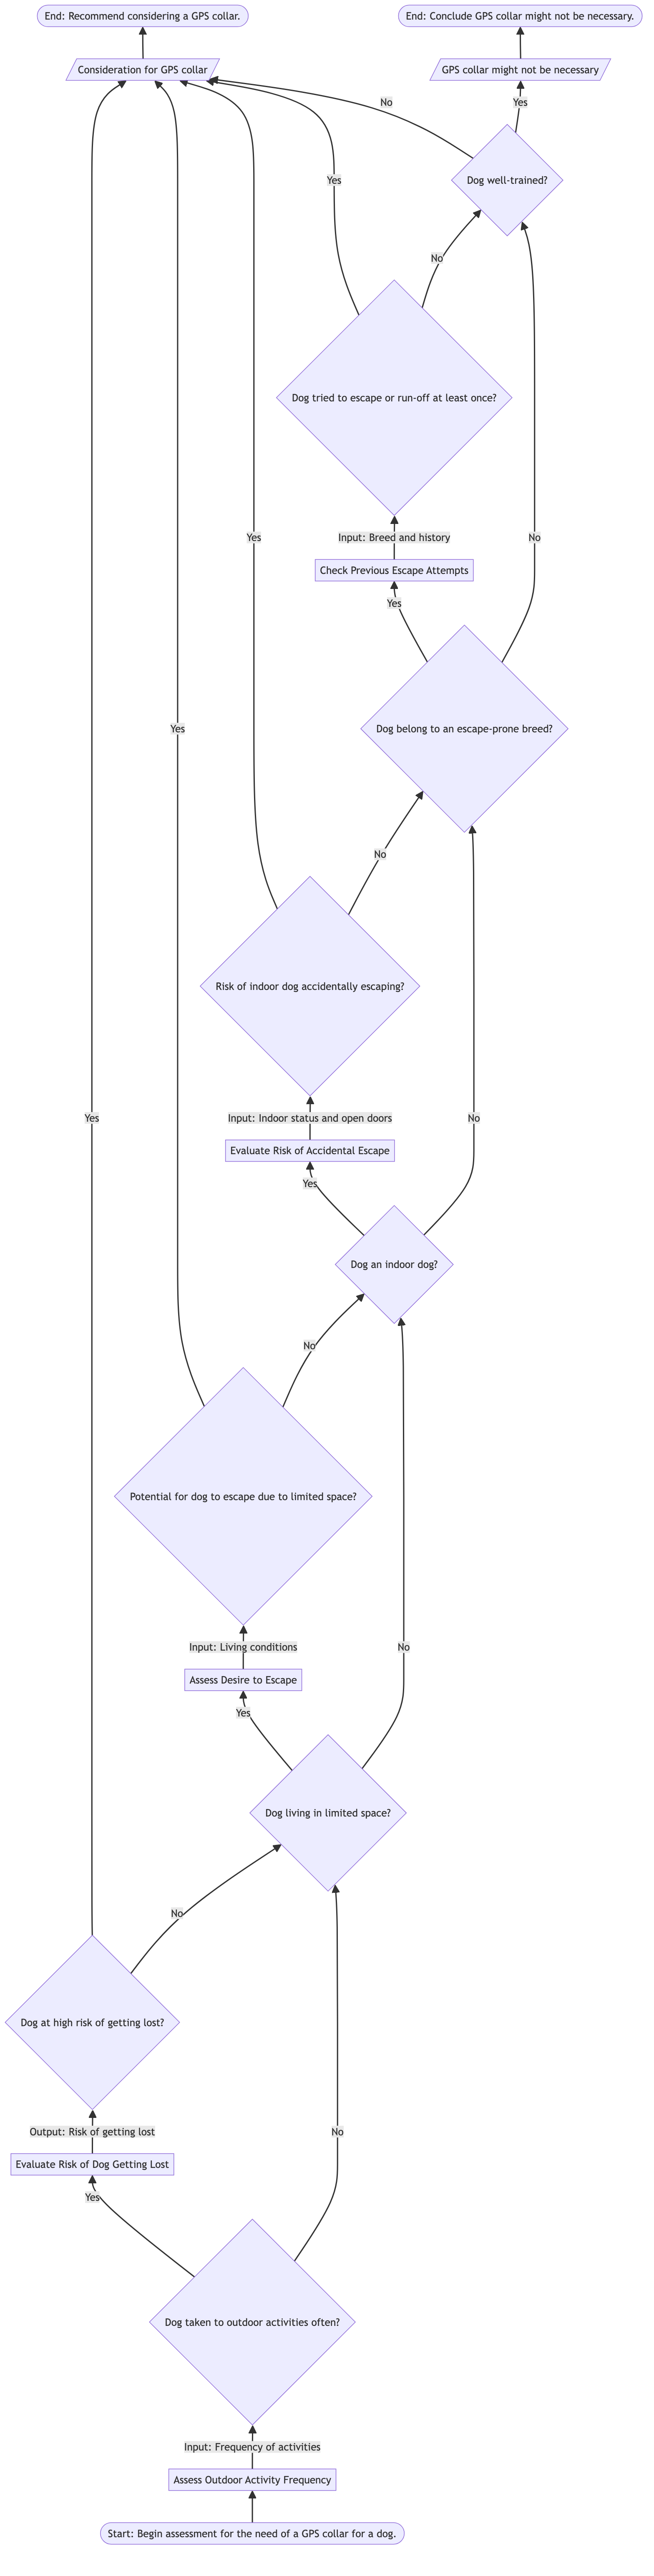 End: Recommend considering a GPS collar.
End: Conclude GPS collar might not be necessary.
Consideration for GPS collar
GPS collar might not be necessary
No
Yes
Dog well-trained?
Yes
No
Dog tried to escape or run-off at least once?
Yes
Input: Breed and history
No
Check Previous Escape Attempts
Yes
Yes
Dog belong to an escape-prone breed?
No
Risk of indoor dog accidentally escaping?
Yes
Input: Indoor status and open doors
No
Evaluate Risk of Accidental Escape
Yes
Dog an indoor dog?
No
Potential for dog to escape due to limited space?
Input: Living conditions
No
Assess Desire to Escape
Yes
Dog living in limited space?
No
Dog at high risk of getting lost?
Output: Risk of getting lost
No
Evaluate Risk of Dog Getting Lost
Yes
Dog taken to outdoor activities often?
Input: Frequency of activities
Assess Outdoor Activity Frequency
Start: Begin assessment for the need of a GPS collar for a dog.